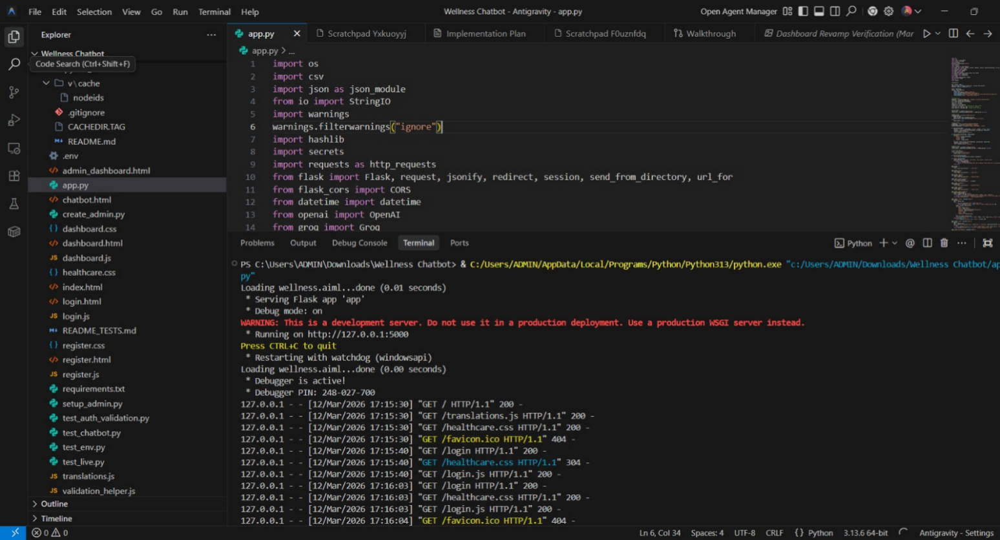 File Edit Selection View Go Run Terminal Help
Wellness Chatbot - Antigravity - app.py
Open Agent Manager
Explorer
Wellness Chatbot
Code Search (Ctrl+Shift+F)
v\cache
nodeids
.gitignore
CACHEDIR.TAG
README.md
.env
admin_dashboard.html
app.py
chatbot.html
create_admin.py
dashboard.css
dashboard.html
dashboard.js
healthcare.css
index.html
login.html
login.js
README_TESTS.md
register.css
register.html
register.js
requirements.txt
setup_admin.py
test_auth_validation.py
test_chatbot.py
test_env.py
test_live.py
translations.js
validation_helper.js
Outline
Timeline
app.py Scratchpad Yxkuoyyj Implementation Plan Scratchpad F0uznfdq Walkthrough Dashboard Revamp Verification (Mar
app.py > ...
1 import os
2 import csv
3 import json as json_module
4 from io import StringIO
5 import warnings
6 warnings.filterwarnings("ignore")
7 import hashlib
8 import secrets
9 import requests as http_requests
10 from flask import Flask, request, jsonify, redirect, session, send_from_directory, url_for
11 from flask_cors import CORS
12 from datetime import datetime
13 from openai import OpenAI
14 from groq import Groq
Problems Output Debug Console Terminal Ports
Python
PS C:\Users\ADMIN\Downloads\Wellness Chatbot> & C:/Users/ADMIN/AppData/Local/Programs/Python/Python313/python.exe "c:/Users/ADMIN/Downloads/Wellness Chatbot/ap
py"
Loading wellness.aiml...done (0.01 seconds)
* Serving Flask app 'app'
* Debug mode: on
WARNING: This is a development server. Do not use it in a production deployment. Use a production WSGI server instead.
* Running on http://127.0.0.1:5000
Press CTRL+C to quit
* Restarting with watchdog (windowsapi)
Loading wellness.aiml...done (0.00 seconds)
* Debugger is active!
* Debugger PIN: 248-027-700
127.0.0.1 - - [12/Mar/2026 17:15:30] "GET / HTTP/1.1" 200 -
127.0.0.1 - - [12/Mar/2026 17:15:30] "GET /translations.js HTTP/1.1" 200 -
127.0.0.1 - - [12/Mar/2026 17:15:30] "GET /healthcare.css HTTP/1.1" 200 -
127.0.0.1 - - [12/Mar/2026 17:15:30] "GET /favicon.ico HTTP/1.1" 404 -
127.0.0.1 - - [12/Mar/2026 17:15:40] "GET /login HTTP/1.1" 200 -
127.0.0.1 - - [12/Mar/2026 17:15:40] "GET /healthcare.css HTTP/1.1" 304 -
127.0.0.1 - - [12/Mar/2026 17:15:40] "GET /login.js HTTP/1.1" 200 -
127.0.0.1 - - [12/Mar/2026 17:16:03] "GET /login HTTP/1.1" 200 -
127.0.0.1 - - [12/Mar/2026 17:16:03] "GET /healthcare.css HTTP/1.1" 200 -
127.0.0.1 - - [12/Mar/2026 17:16:03] "GET /login.js HTTP/1.1" 200 -
127.0.0.1 - - [12/Mar/2026 17:16:04] "GET /favicon.ico HTTP/1.1" 404 -
0 0
Ln 6, Col 34 Spaces: 4 UTF-8 CRLF {} Python 3.13.6 64-bit Antigravity - Settings